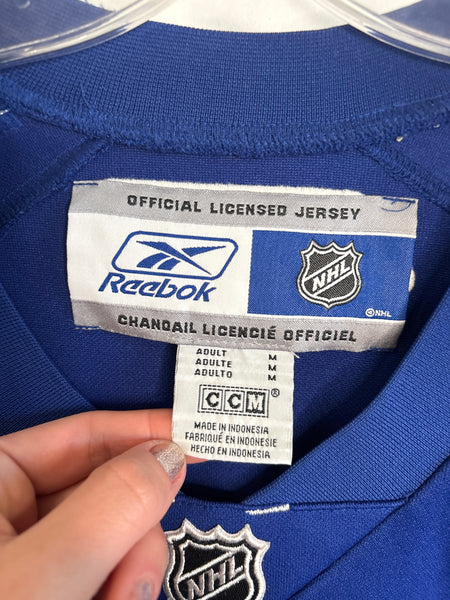 OFFICIAL LICENSED JERSEY
Reebok
NHL
©NHL
CHANDAIL LICENCIÉ OFFICIEL
ADULT M
ADULTE M
ADULTO M
CCM®
MADE IN INDONESIA
FABRIQUÉ EN INDONESIE
HECHO EN INDONESIA
NHL